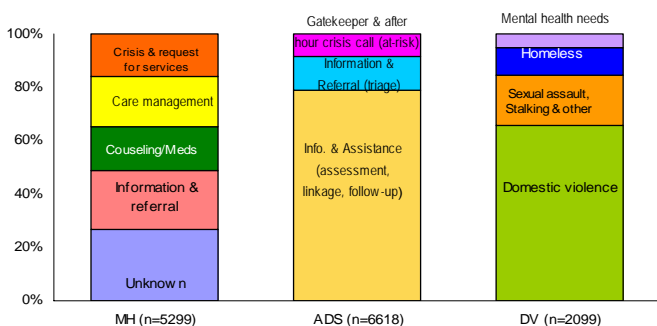 Gatekeeper & after
hour crisis call (at-risk)
Mental health needs
100%
80%
60%
40%
20%
0%
Crisis & request
for services
Care management
Couseling/Meds
Information &
referral
Unknown
Information &
Referral (triage)
Info. & Assistance
(assessment,
linkage, follow-up)
Homeless
Sexual assault,
Stalking & other
Domestic violence
MH (n=5299)
ADS (n=6618)
DV (n=2099)